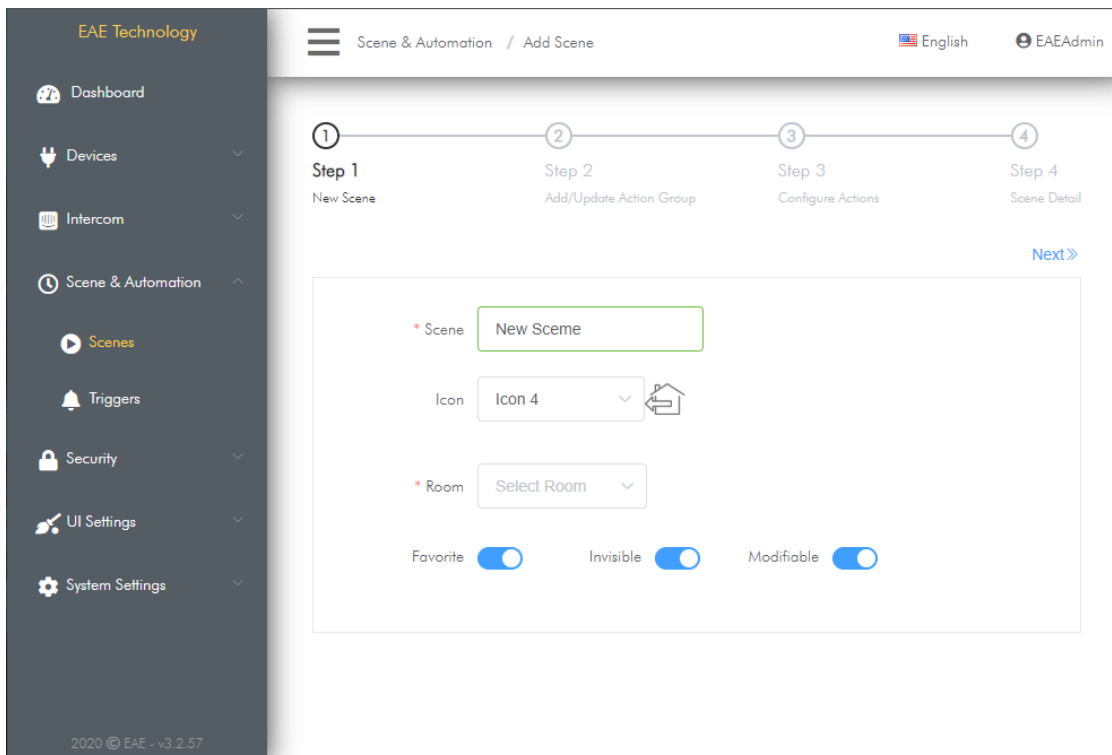 EAE Technology
Scene & Automation / Add Scene
English
EAEAdmin
Dashboard
Devices
Intercom
Scene & Automation
Scenes
Triggers
Security
UI Settings
System Settings
2020 © EAE - v3.2.57
1 2 3 4
Step 1 Step 2 Step 3 Step 4
New Scene Add/Update Action Group Configure Actions Scene Detail
Next»
* Scene New Sceme
Icon Icon 4
* Room Select Room
Favorite Invisible Modifiable